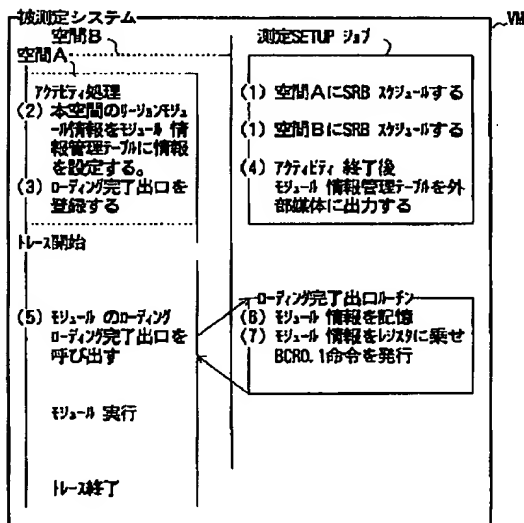 被測定システム
VM
空間B
空間A
アクティビティ処理
(2) 本空間のリージョンモジュ
ール情報をモジュール 情
報管理テーブルに情報
を設定する。
(3) ローディング完了出口を
登録する
トレース開始
(5) モジュール のローディング
ローディング完了出口を
呼び出す
モジュール 実行
トレース終了
測定SETUP ジョブ
(1) 空間AにSRB スケジュールする
(1) 空間BにSRB スケジュールする
(4) アクティビティ 終了後
モジュール 情報管理テーブルを外
部媒体に出力する
ローディング完了出口ルーチン
(6) モジュール 情報を記憶
(7) モジュール 情報をレジスタに乗せ
BCR0.1命令を発行